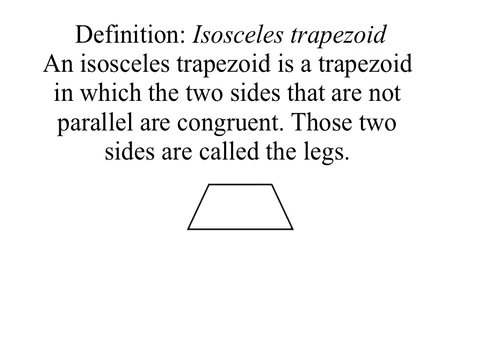 Definition: Isosceles trapezoid
An isosceles trapezoid is a trapezoid
in which the two sides that are not
parallel are congruent. Those two
sides are called the legs.